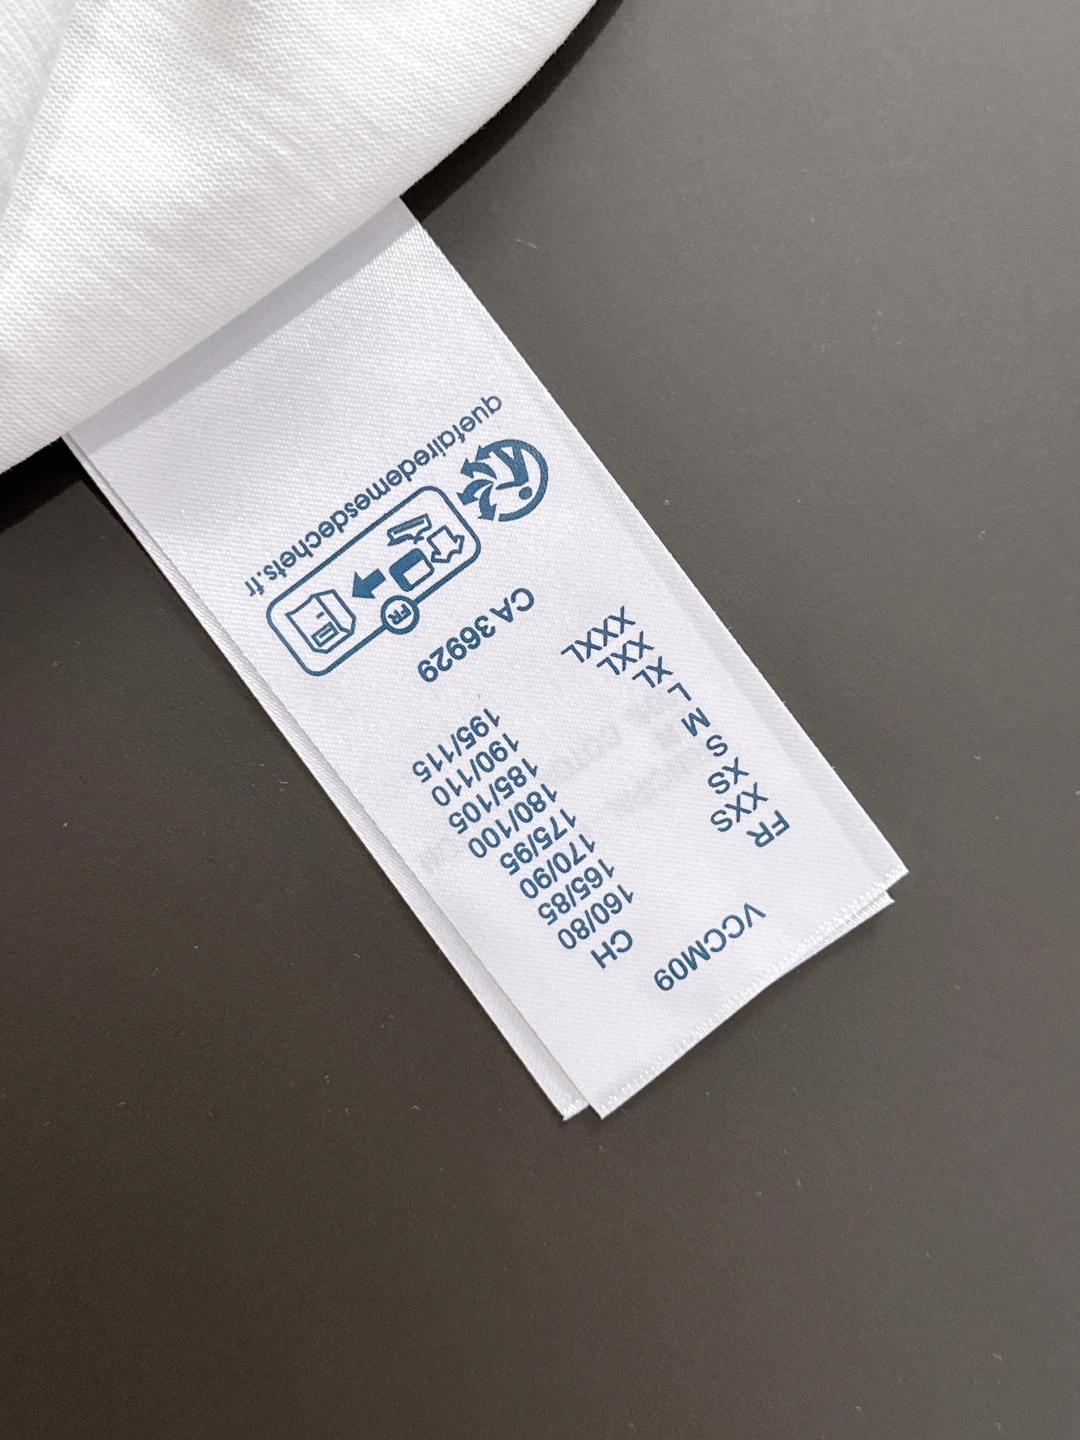 VCCM09
FR CH
XXS 160/80
XS 165/85
S 170/90
M 175/95
L 180/100
XL 185/105
XXL 190/110
XXXL 195/115
CA 36929
FR
quefairedemesdechets.fr